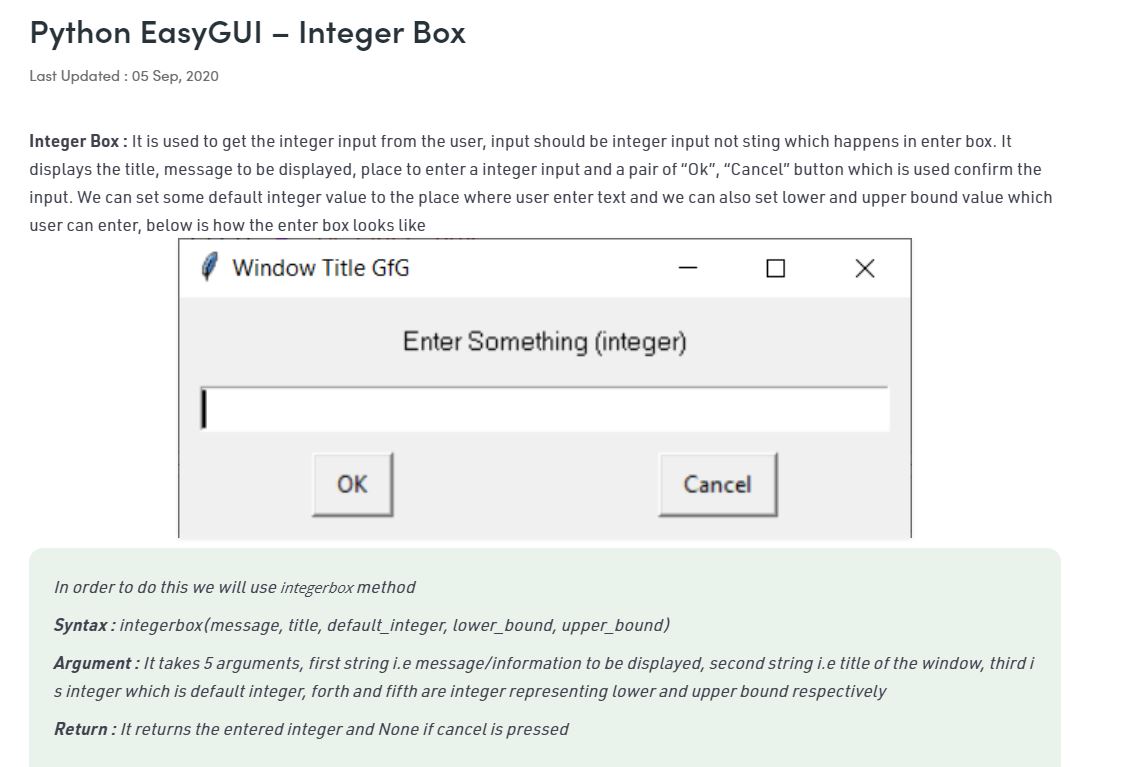 Python EasyGUI – Integer Box
Last Updated : 05 Sep, 2020
Integer Box : It is used to get the integer input from the user, input should be integer input not sting which happens in enter box. It
displays the title, message to be displayed, place to enter a integer input and a pair of “Ok”, “Cancel” button which is used confirm the
input. We can set some default integer value to the place where user enter text and we can also set lower and upper bound value which
user can enter, below is how the enter box looks like
Window Title GfG
Enter Something (integer)
OK Cancel
In order to do this we will use integerbox method
Syntax : integerbox(message, title, default_integer, lower_bound, upper_bound)
Argument : It takes 5 arguments, first string i.e message/information to be displayed, second string i.e title of the window, third i
s integer which is default integer, forth and fifth are integer representing lower and upper bound respectively
Return : It returns the entered integer and None if cancel is pressed